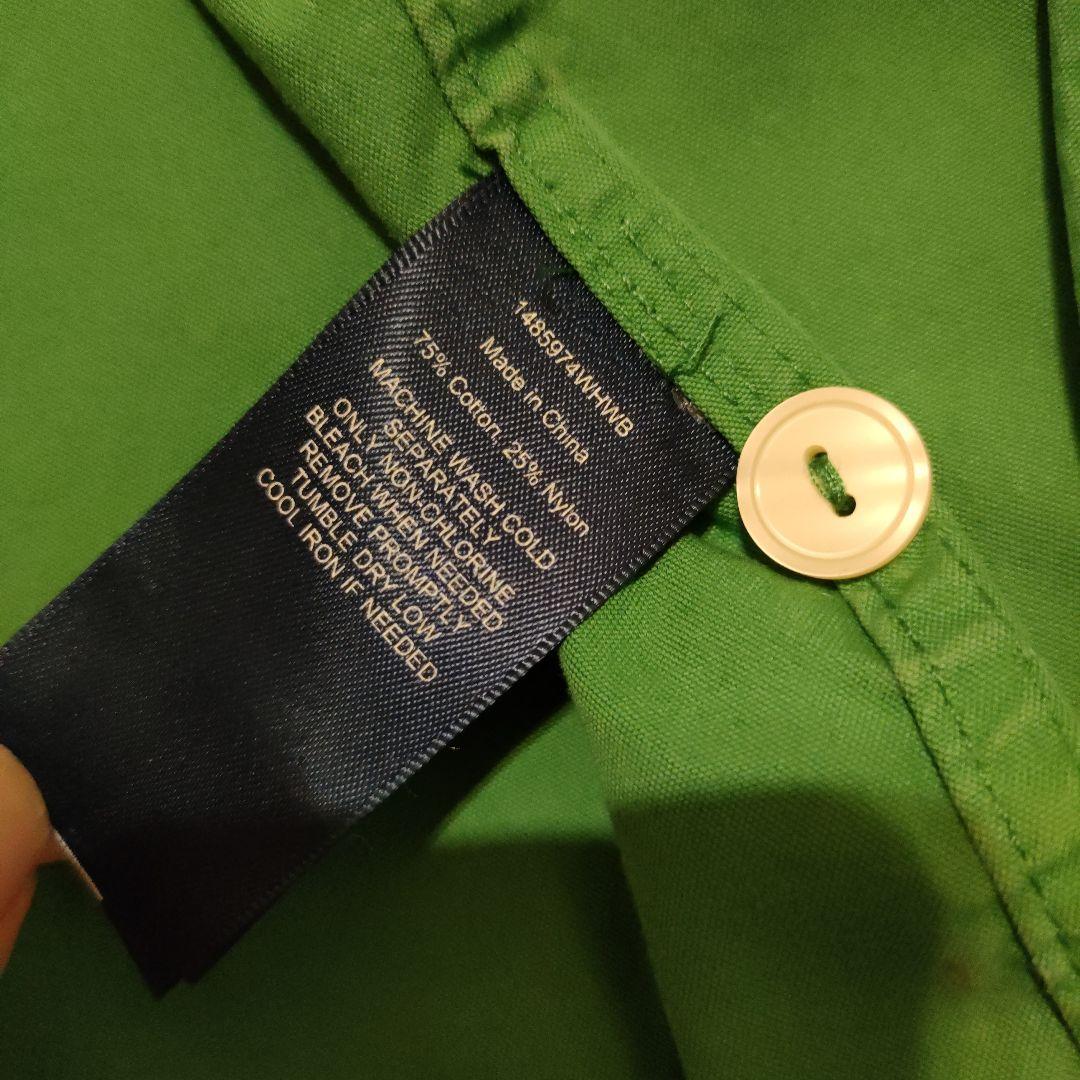 1485974WHWB
Made in China
75% Cotton, 25% Nylon
MACHINE WASH COLD
SEPARATELY
ONLY NON-CHLORINE
BLEACH WHEN NEEDED
REMOVE PROMPTLY
TUMBLE DRY LOW
COOL IRON IF NEEDED